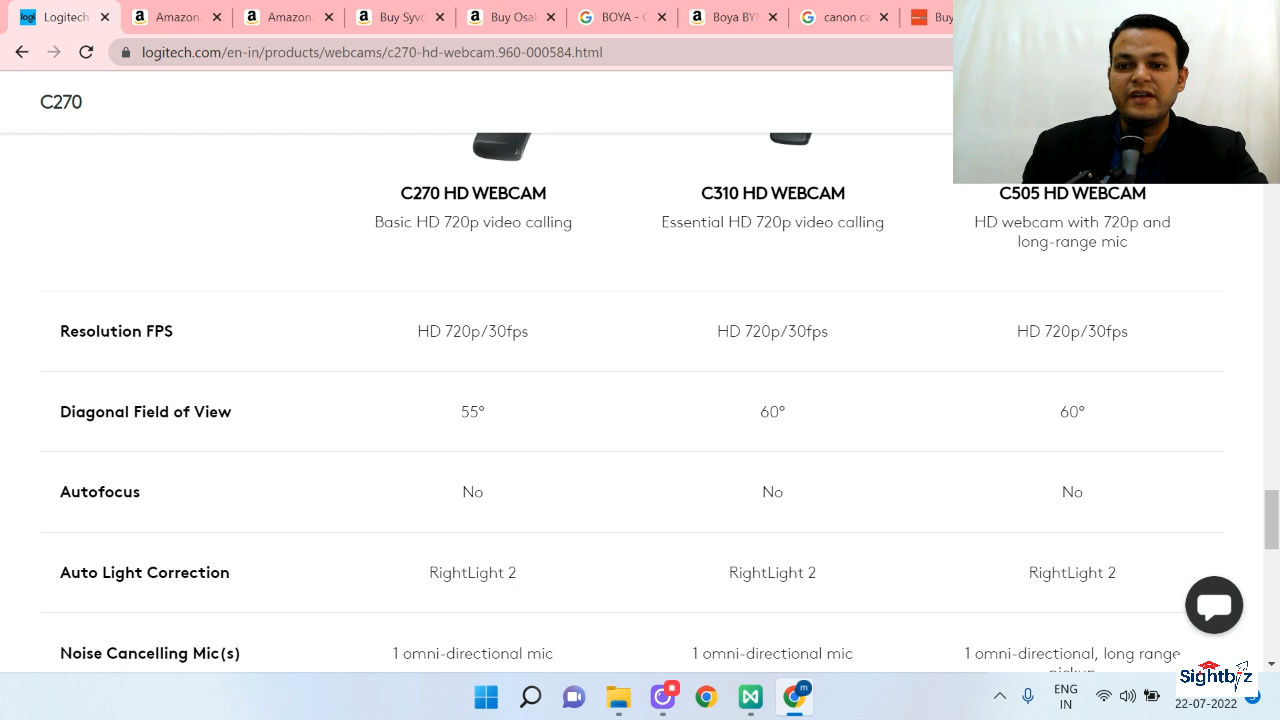 logi
Logitech
a
Amazon
a
Amazon
a
Buy Syv
a
Buy Osa
G
BOYA -
a
Boya BYM
G
canon ca
Buy
logitech.com/en-in/products/webcams/c270-hd-webcam.960-000584.html
C270
C270 HD WEBCAM
C310 HD WEBCAM
C505 HD WEBCAM
Basic HD 720p video calling
Essential HD 720p video calling
HD webcam with 720p and
long-range mic
Resolution FPS
HD 720p/30fps
HD 720p/30fps
HD 720p/30fps
Diagonal Field of View
55°
60°
60°
Autofocus
No
No
No
Auto Light Correction
RightLight 2
RightLight 2
RightLight 2
Noise Cancelling Mic(s)
1 omni-directional mic
1 omni-directional mic
1 omni-directional, long range
pickup
m
ENG
IN
Sightbiz
22-07-2022